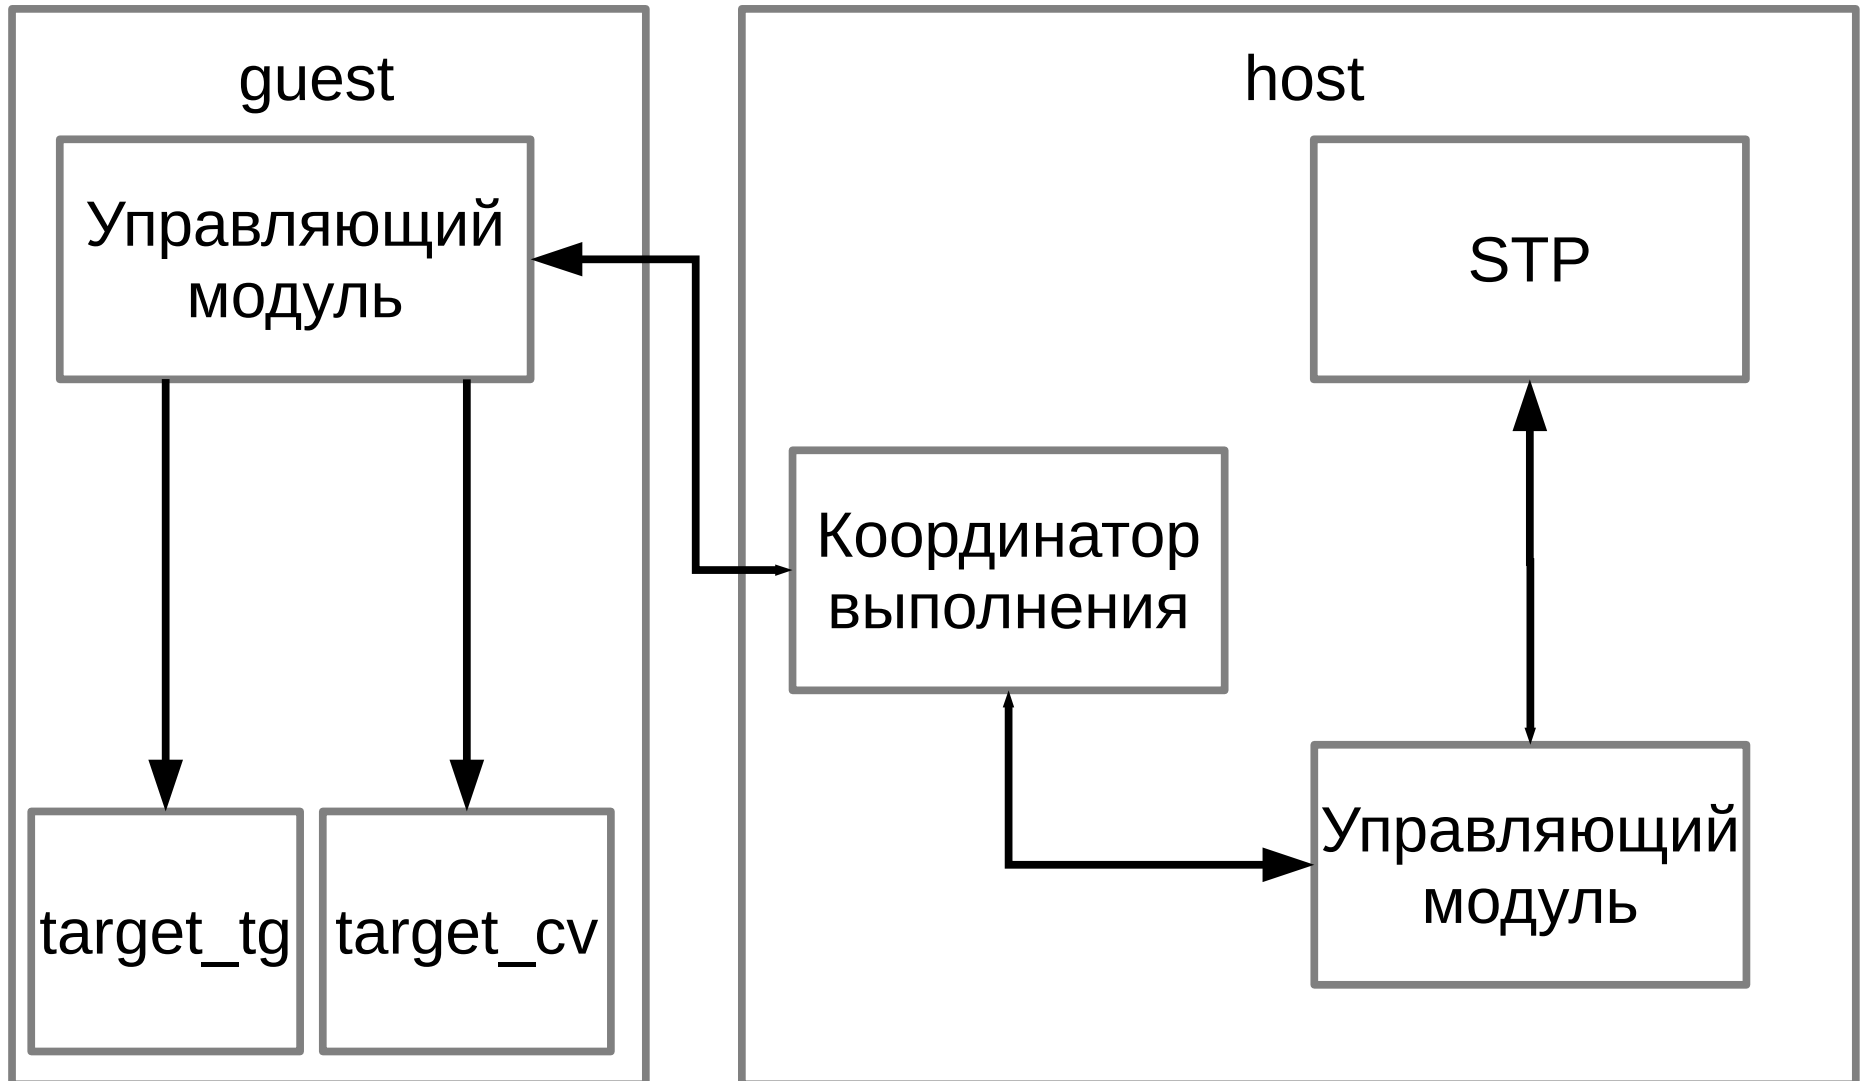 guest
Управляющий
модуль
target_tg
target_cv
host
STP
Координатор
выполнения
Управляющий
модуль